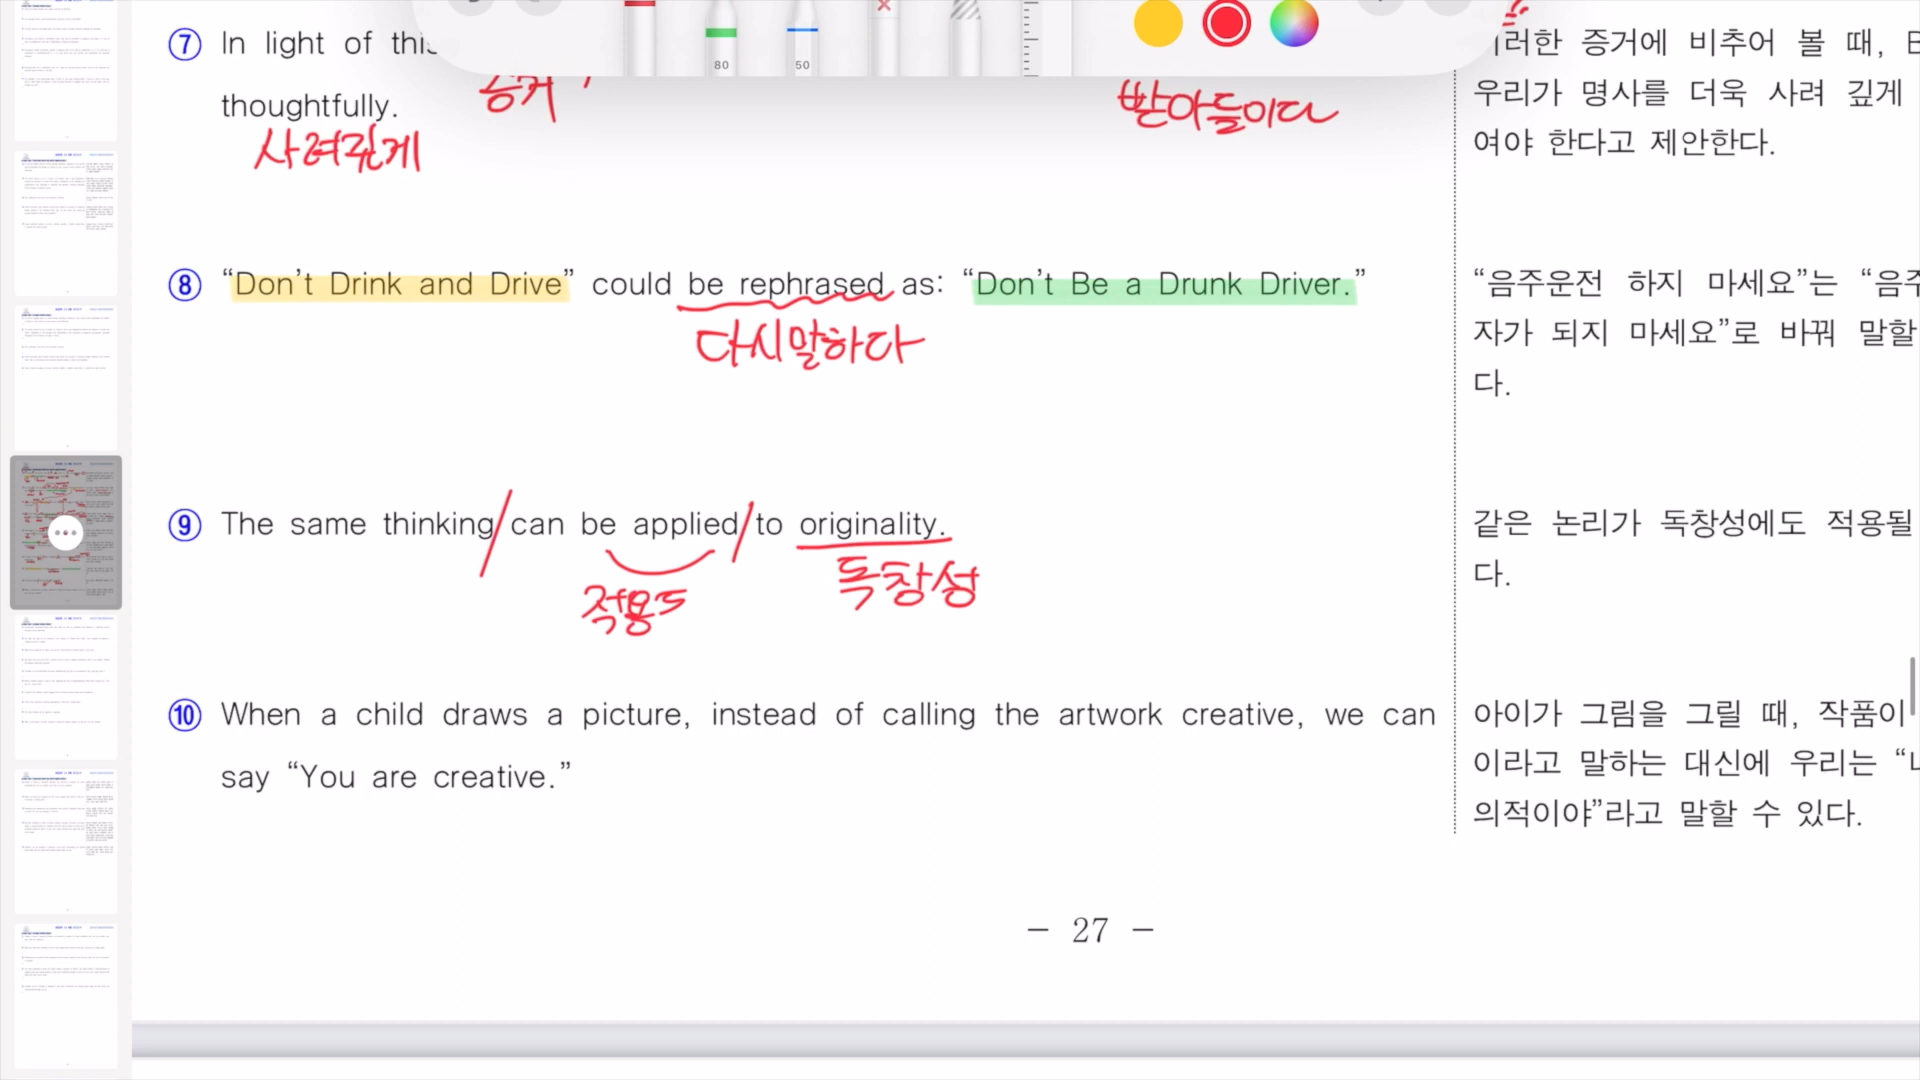 80
50
⑦ In light of this
이러한 증거에 비추어 볼 때,
증거
thoughtfully.
받아들이다
우리가 명사를 더욱 사려 깊게
사려깊게
여야 한다고 제안한다.
⑧ “Don’t Drink and Drive” could be rephrased as: “Don’t Be a Drunk Driver.”
“음주운전 하지 마세요”는 “음주
다시말하다
자가 되지 마세요”로 바꿔 말할
다.
⑨ The same thinking/can be applied/to originality.
같은 논리가 독창성에도 적용될
적용
독창성
다.
⑩ When a child draws a picture, instead of calling the artwork creative, we can
아이가 그림을 그릴 때, 작품이
say “You are creative.”
이라고 말하는 대신에 우리는
의적이야”라고 말할 수 있다.
- 27 -